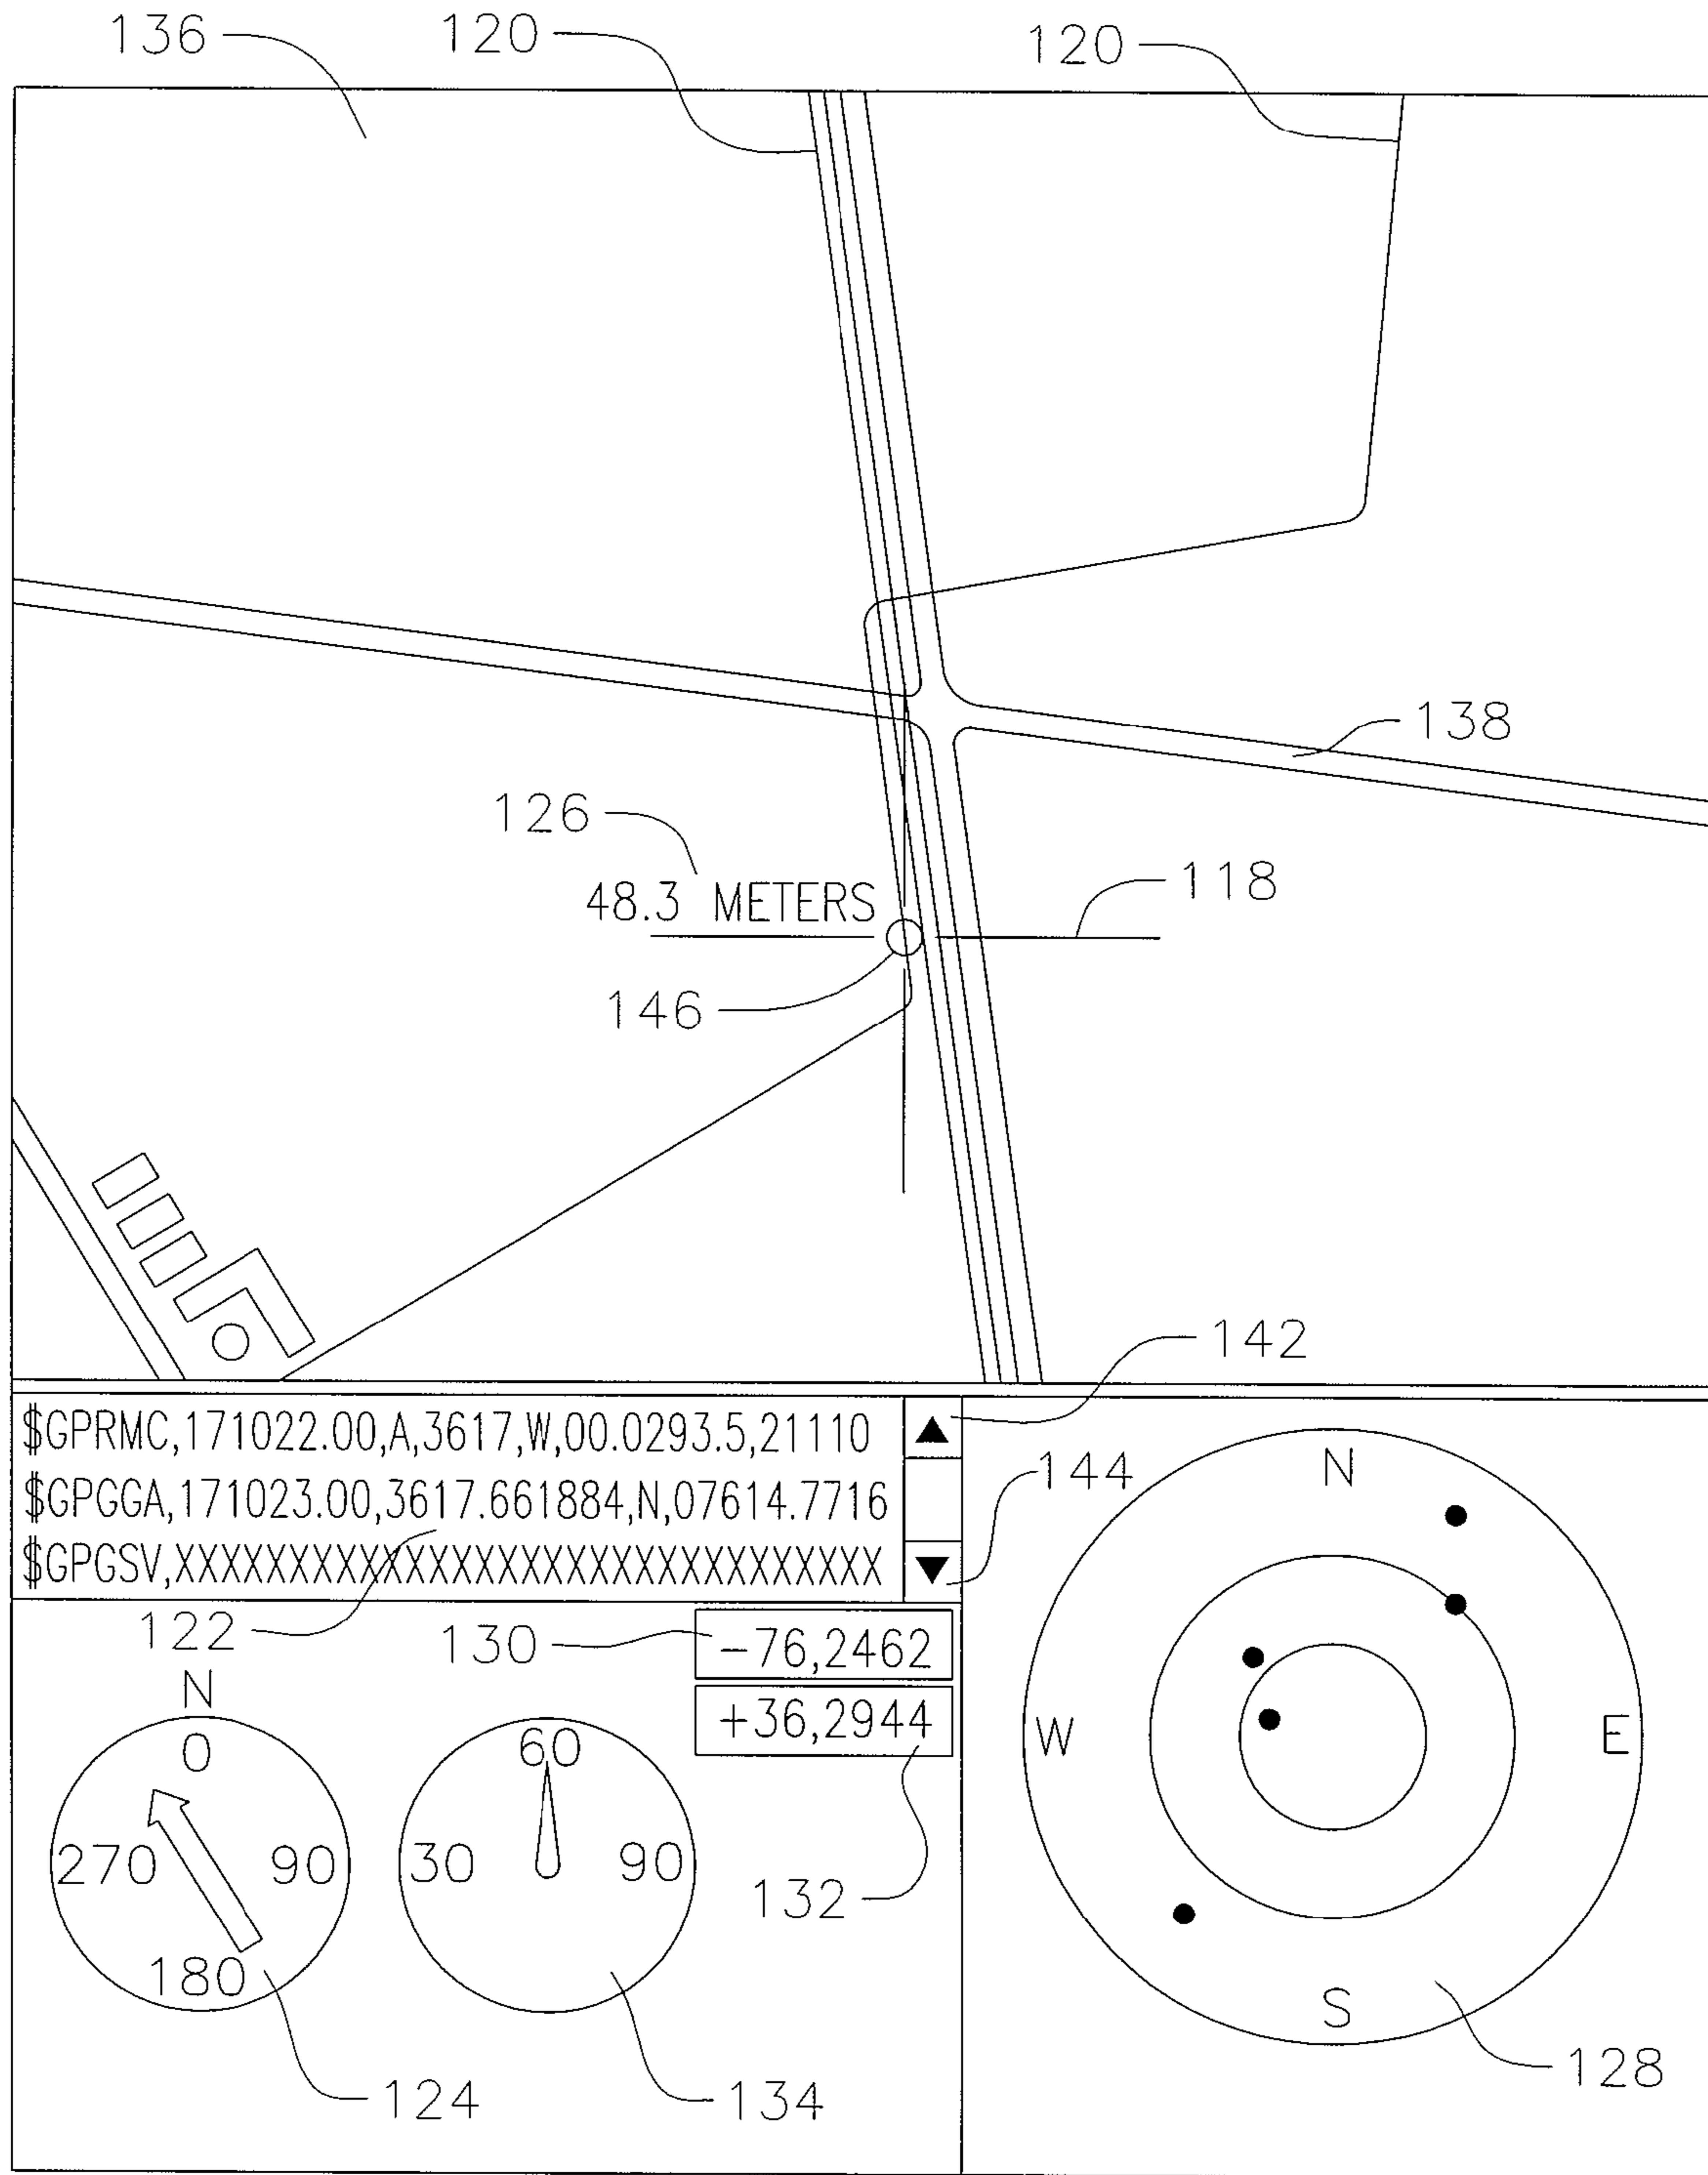 136
120
120
138
126
48.3 METERS
118
146
142
$GPRMC,171022.00,A,3617,W,00.0293.5,21110
$GPGGA,171023.00,3617.661884,N,07614.7716
$GPGSV,XXXXXXXXXXXXXXXXXXXXXXXXXXXXXXXXX
144
122
130
-76,2462
+36,2944
132
N
0
270
90
180
60
30
90
124
134
N
W
E
S
128